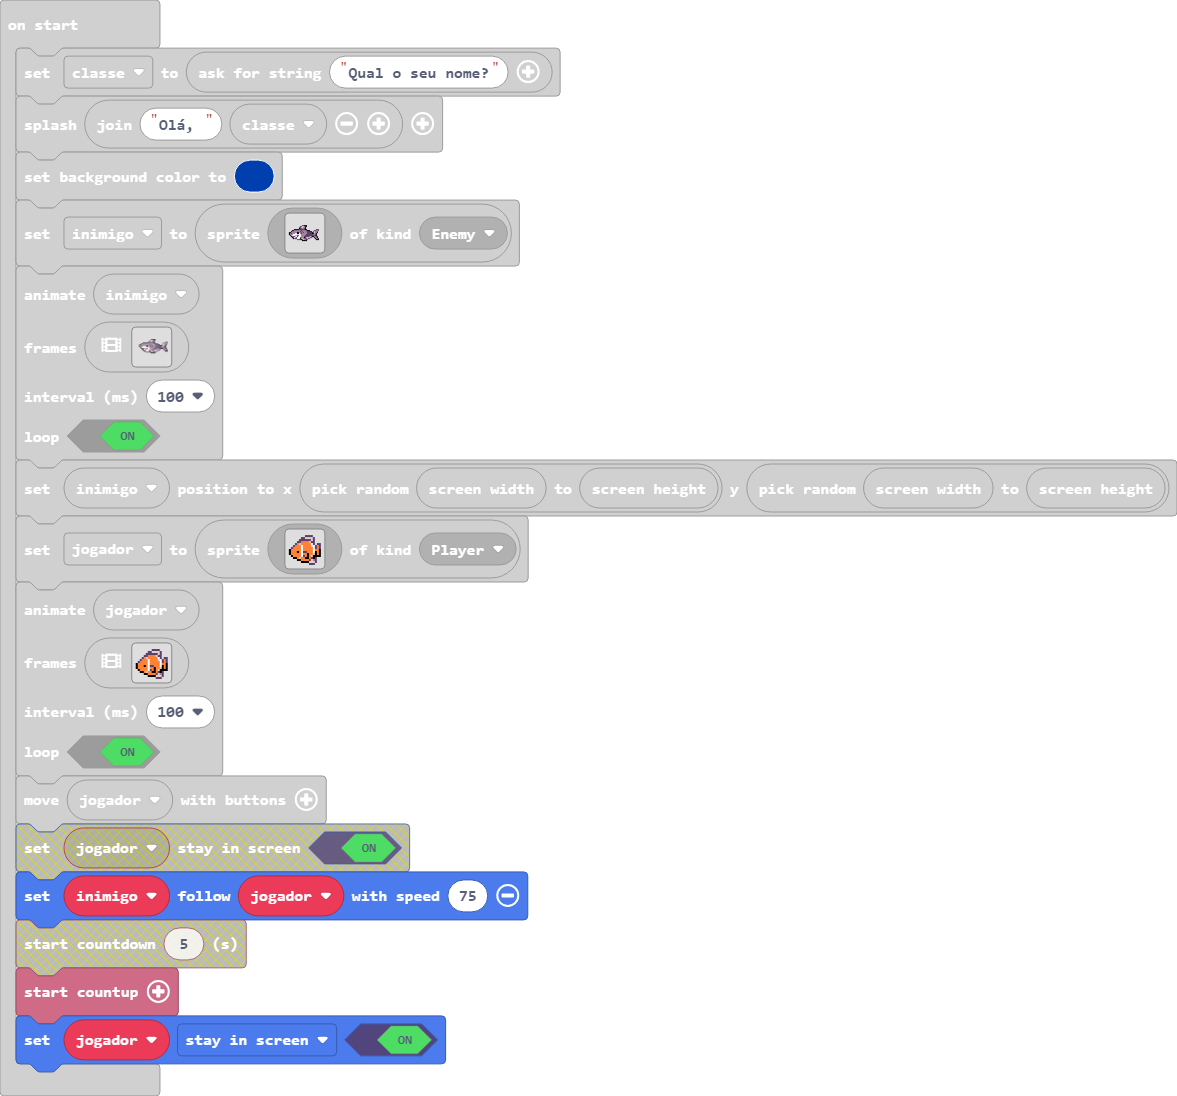 on start
set classe to ask for string "Qual o seu nome?"
splash join "Olá, " classe
set background color to
set inimigo to sprite of kind Enemy
animate inimigo
frames
interval (ms) 100
loop ON
set inimigo position to x pick random screen width to screen height y pick random screen width to screen height
set jogador to sprite of kind Player
animate jogador
frames
interval (ms) 100
loop ON
move jogador with buttons
set jogador stay in screen ON
set inimigo follow jogador with speed 75
start countdown 5 (s)
start countup
set jogador stay in screen ON